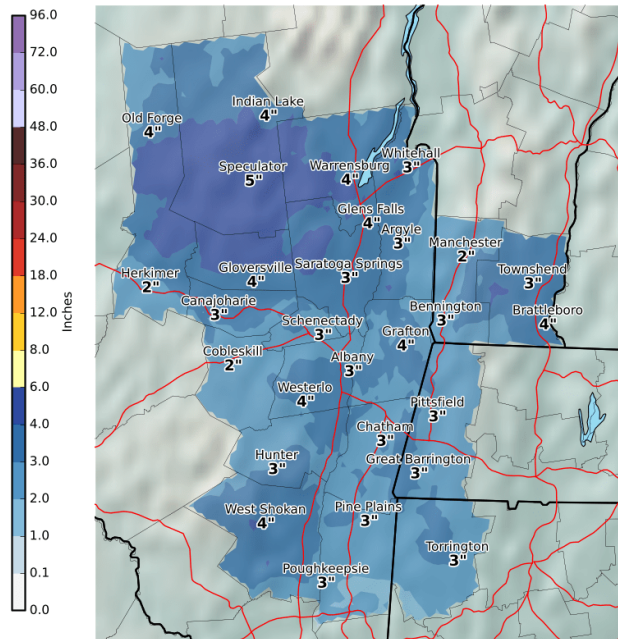 96.0
72.0
60.0
48.0
36.0
30.0
24.0
18.0
12.0
8.0
6.0
4.0
3.0
2.0
1.0
0.1
0.0
Inches
Indian Lake
4"
Old Forge
4"
Whitehall
3"
Speculator
5"
Warrensburg
4"
Glens Falls
4"
Argyle
3"
Manchester
2"
Saratoga Springs
3"
Gloversville
4"
Townshend
3"
Herkimer
2"
Canajoharie
3"
Bennington
3"
Brattleboro
4"
Schenectady
3"
Grafton
4"
Cobleskill
2"
Albany
3"
Westerlo
4"
Pittsfield
3"
Chatham
3"
Hunter
3"
Great Barrington
3"
West Shokan
4"
Pine Plains
3"
Torrington
3"
Poughkeepsie
3"